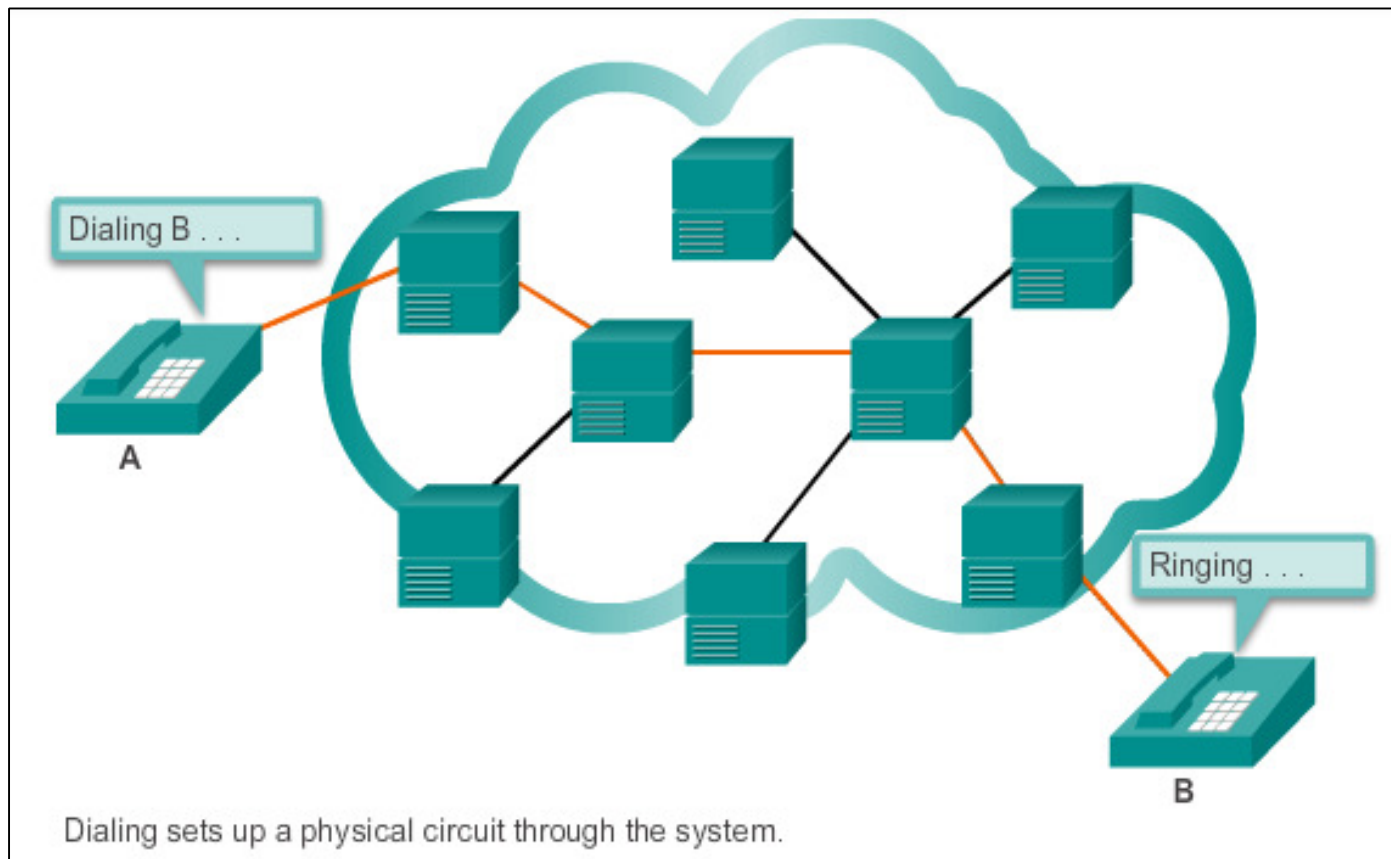 Dialing B . . .
A
Ringing . . .
B
Dialing sets up a physical circuit through the system.